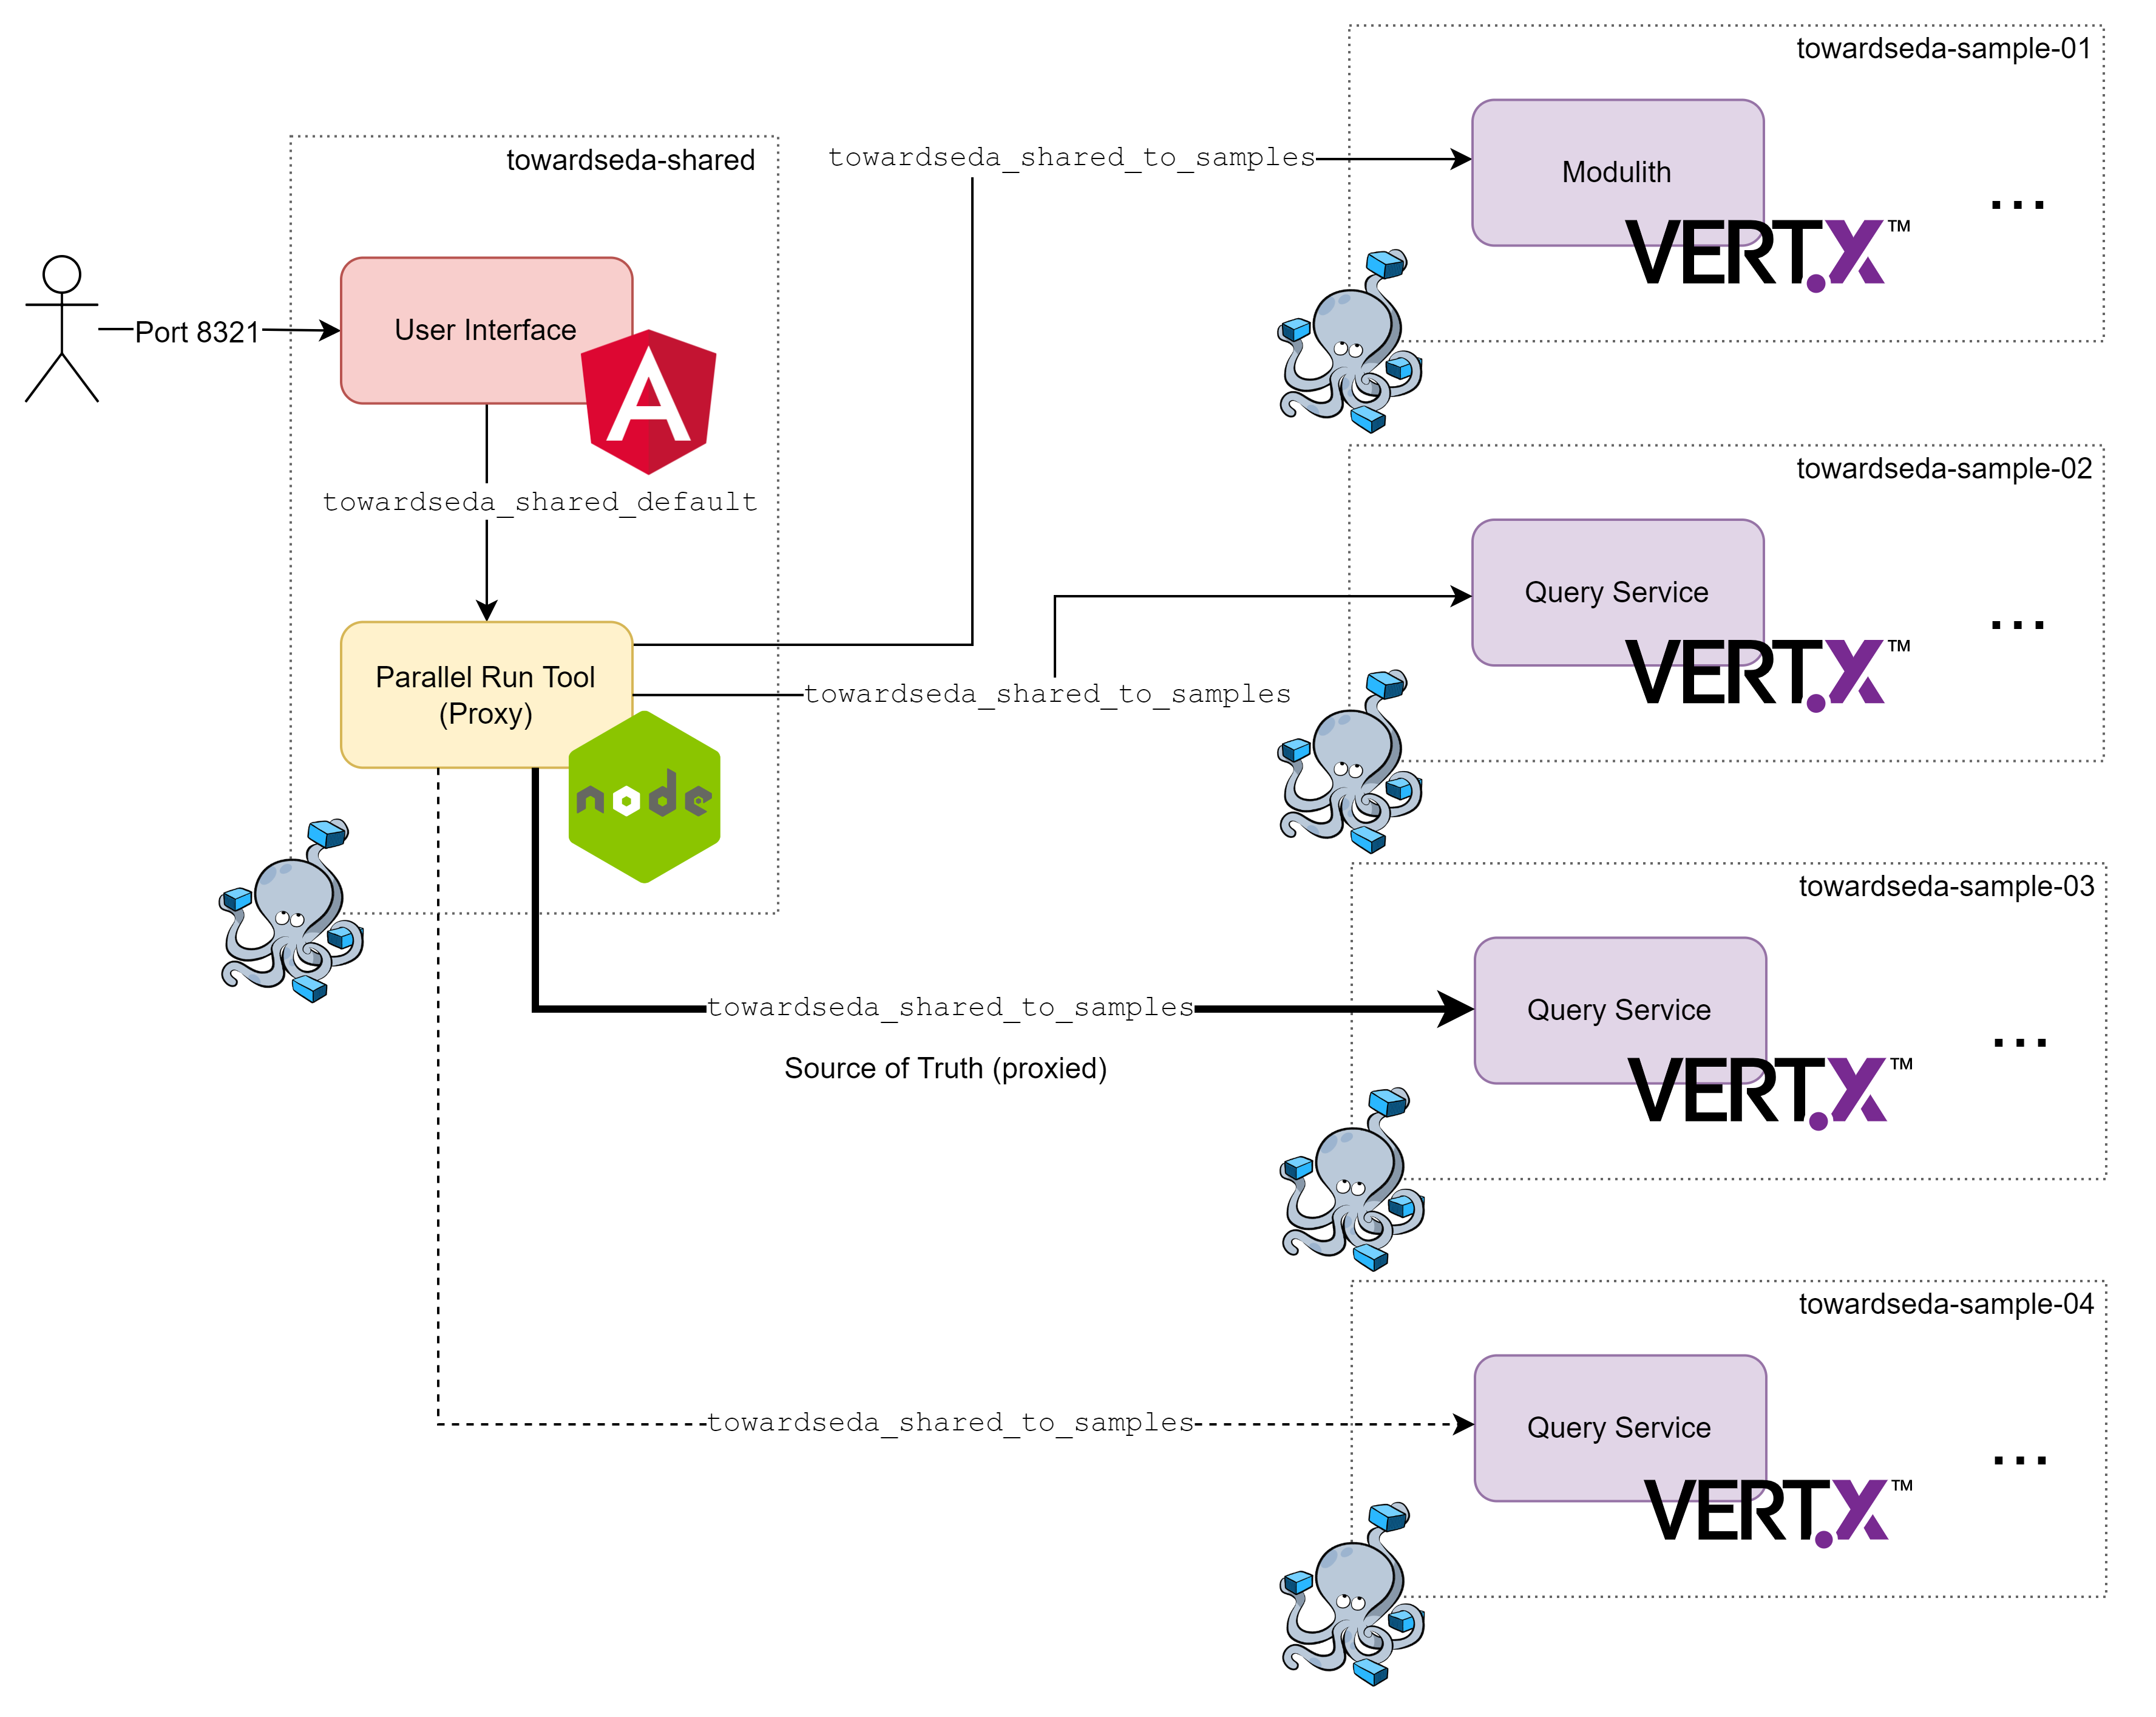 towardseda-sample-01
towardseda-shared
towardseda_shared_to_samples
Modulith
...
VERT.X™
Port 8321
User Interface
A
towardseda_shared_default
towardseda-sample-02
Query Service
...
VERT.X™
Parallel Run Tool
(Proxy)
towardseda_shared_to_samples
node
towardseda-sample-03
towardseda_shared_to_samples
Query Service
...
Source of Truth (proxied)
VERT.X™
towardseda-sample-04
towardseda_shared_to_samples
Query Service
...
VERT.X™